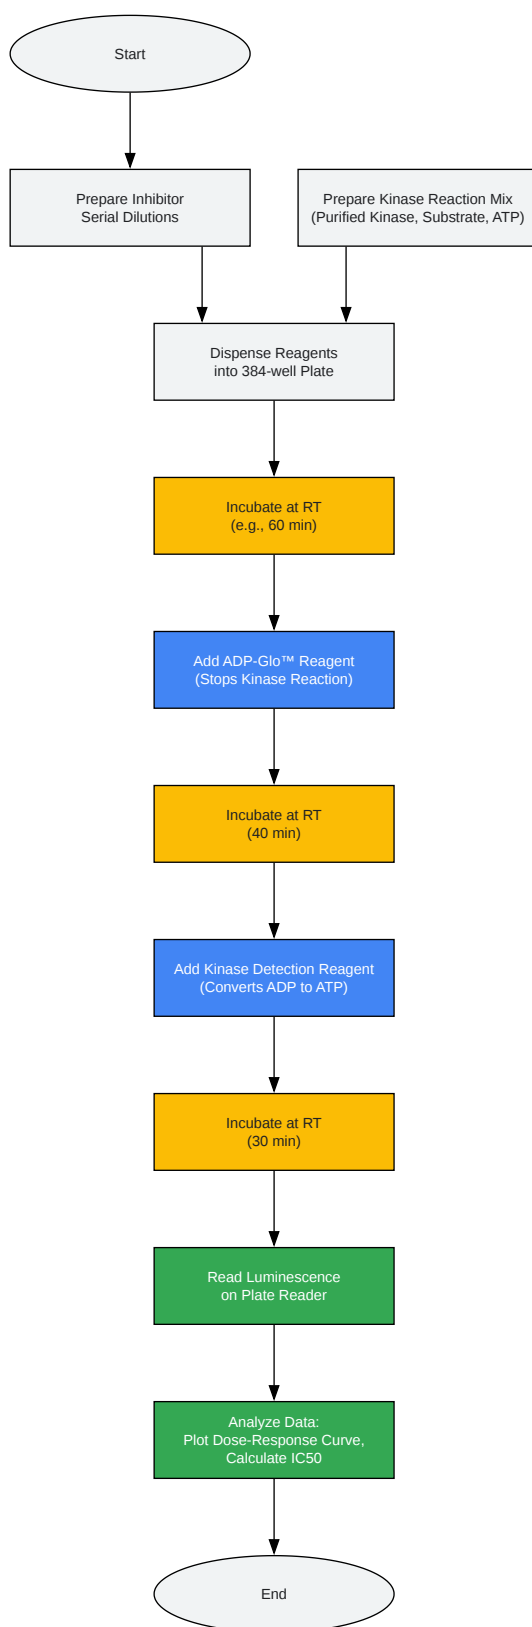 Start
Prepare Inhibitor
Serial Dilutions
Prepare Kinase Reaction Mix
(Purified Kinase, Substrate, ATP)
Dispense Reagents
into 384-well Plate
Incubate at RT
(e.g., 60 min)
Add ADP-Glo™ Reagent
(Stops Kinase Reaction)
Incubate at RT
(40 min)
Add Kinase Detection Reagent
(Converts ADP to ATP)
Incubate at RT
(30 min)
Read Luminescence
on Plate Reader
Analyze Data:
Plot Dose-Response Curve,
Calculate IC50
End